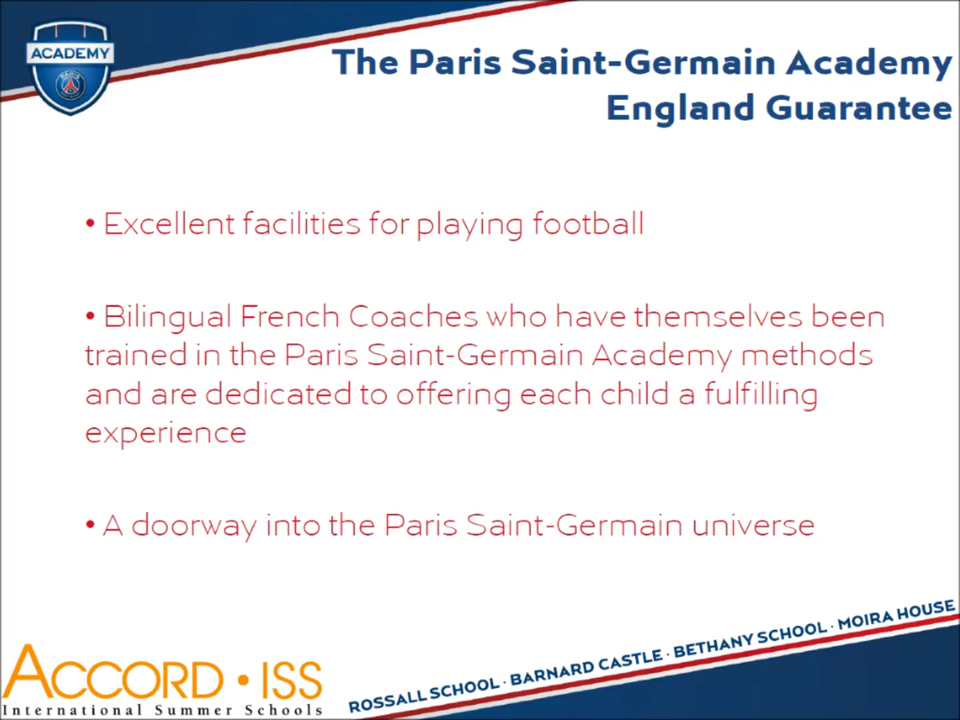 ACADEMY
The Paris Saint-Germain Academy
England Guarantee
• Excellent facilities for playing football
• Bilingual French Coaches who have themselves been
trained in the Paris Saint-Germain Academy methods
and are dedicated to offering each child a fulfilling
experience
• A doorway into the Paris Saint-Germain universe
ACCORD • ISS
International Summer Schools
ROSSALL SCHOOL · BARNARD CASTLE · BETHANY SCHOOL · MOIRA HOUSE